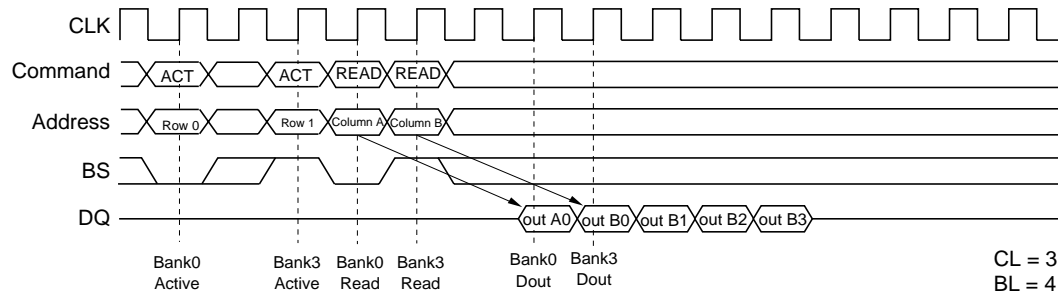 CLK
Command ACT ACT READ READ
Address Row 0 Row 1 Column A Column B
BS
DQ out A0 out B0 out B1 out B2 out B3
Bank0 Active
Bank3 Active
Bank0 Read
Bank3 Read
Bank0 Dout
Bank3 Dout
CL = 3
BL = 4